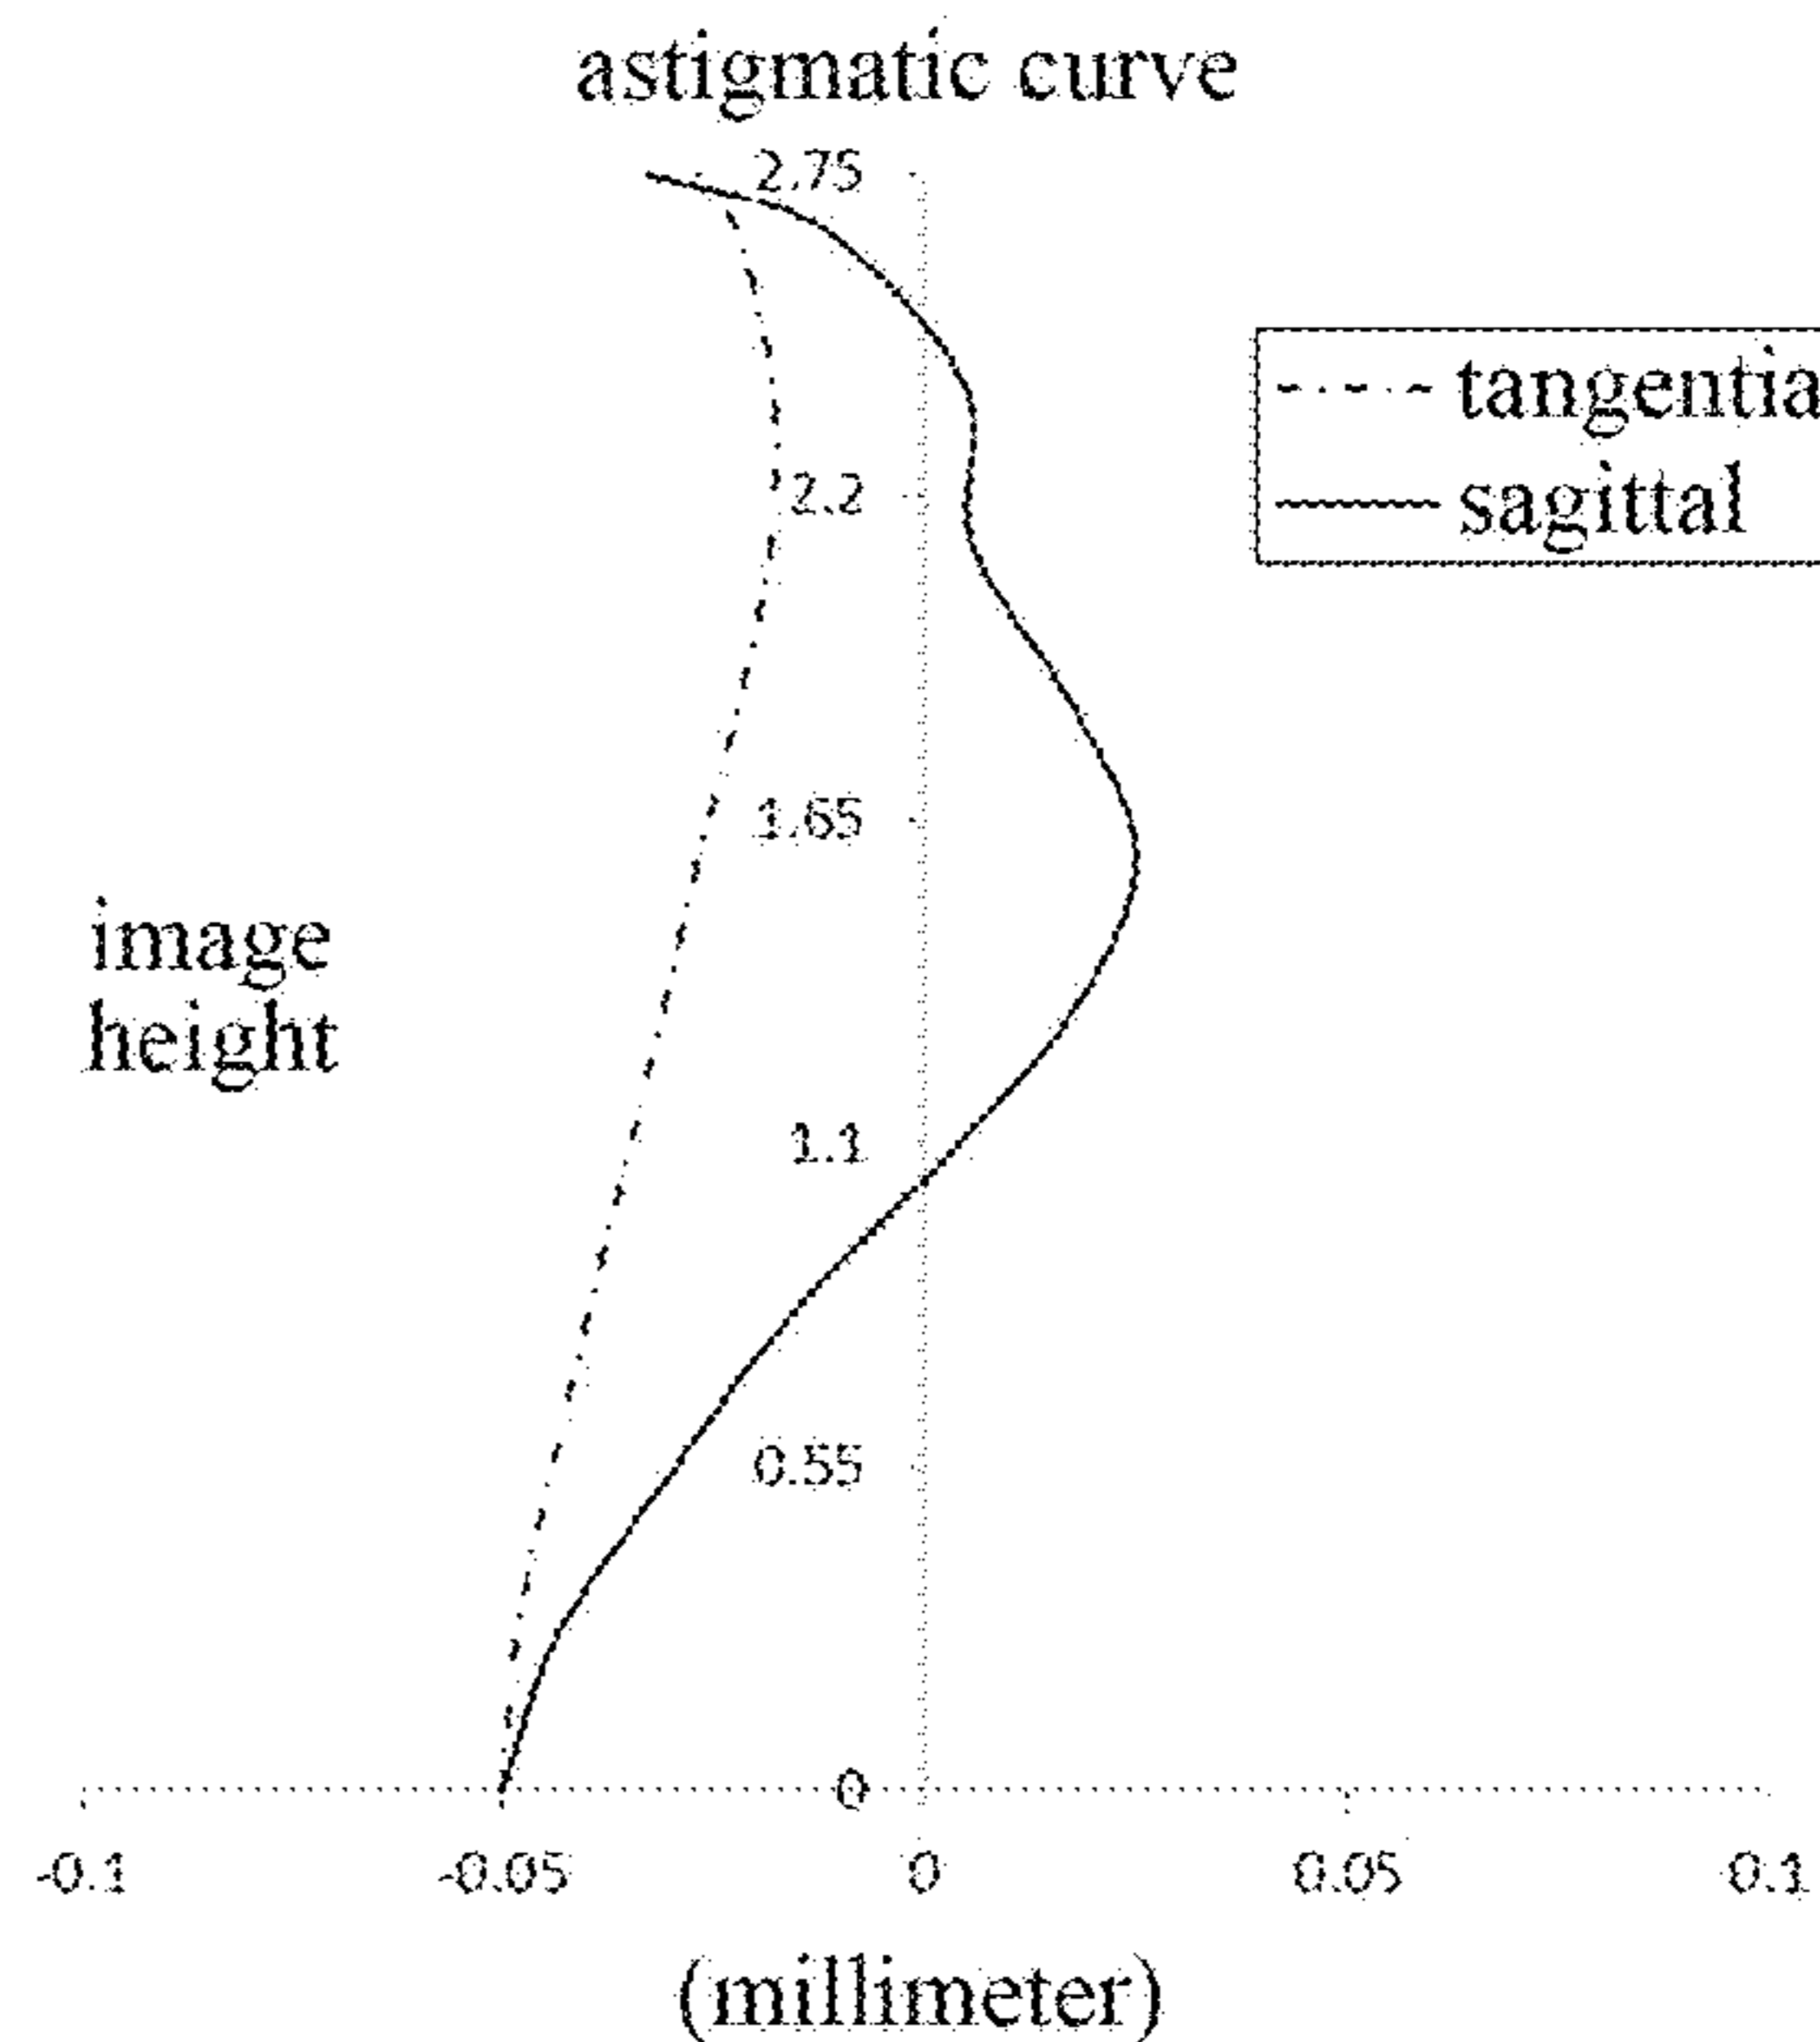 astigmatic curve
2.75
tangentia
2.2
sagittal
1.65
image
height
1.1
0.55
0
-0.1 -0.05 0 0.05 0.1
(millimeter)